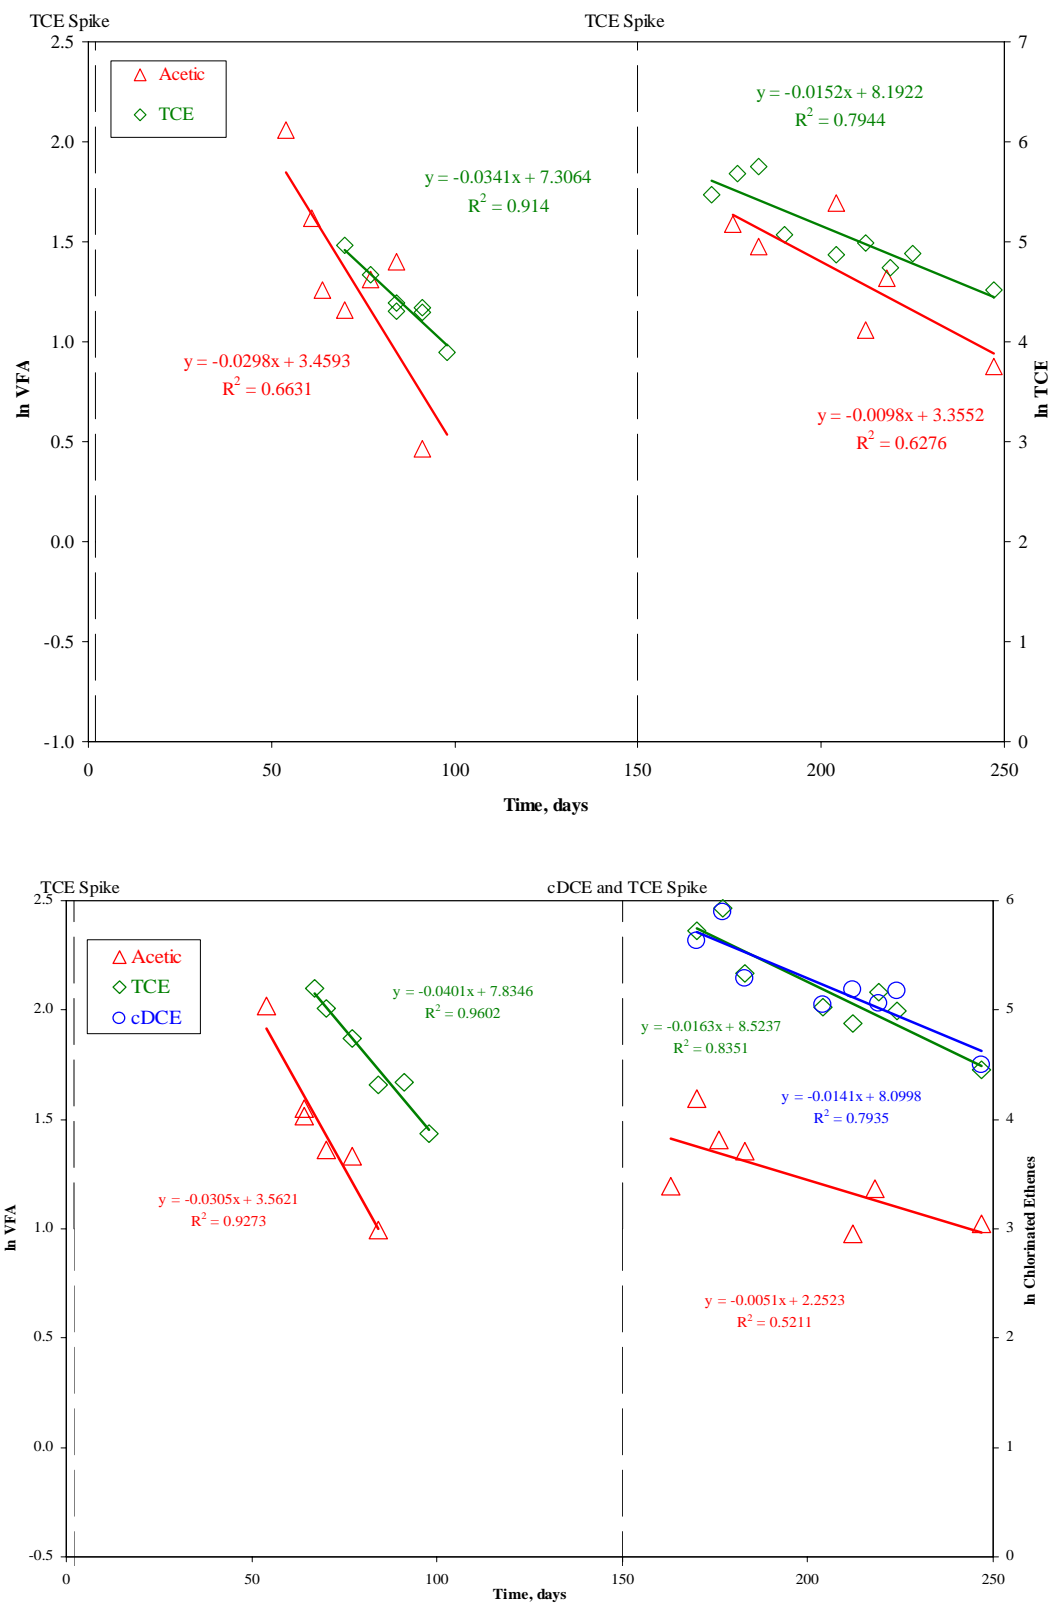 TCE Spike TCE Spike
2.5 7
Acetic
TCE
y = -0.0152x + 8.1922
R² = 0.7944
2.0 6
y = -0.0341x + 7.3064
R² = 0.914
1.5 5
1.0 4
y = -0.0298x + 3.4593
R² = 0.6631
ln VFA
ln TCE
y = -0.0098x + 3.3552
R² = 0.6276
0.5 3
0.0 2
-0.5 1
-1.0 0
0 50 100 150 200 250
Time, days
TCE Spike cDCE and TCE Spike
2.5 6
Acetic
TCE
cDCE
y = -0.0401x + 7.8346
R² = 0.9602
2.0 5
y = -0.0163x + 8.5237
R² = 0.8351
y = -0.0141x + 8.0998
R² = 0.7935
1.5 4
y = -0.0305x + 3.5621
R² = 0.9273
ln VFA
ln Chlorinated Ethenes
1.0 3
y = -0.0051x + 2.2523
R² = 0.5211
0.5 2
0.0 1
-0.5 0
0 50 100 150 200 250
Time, days